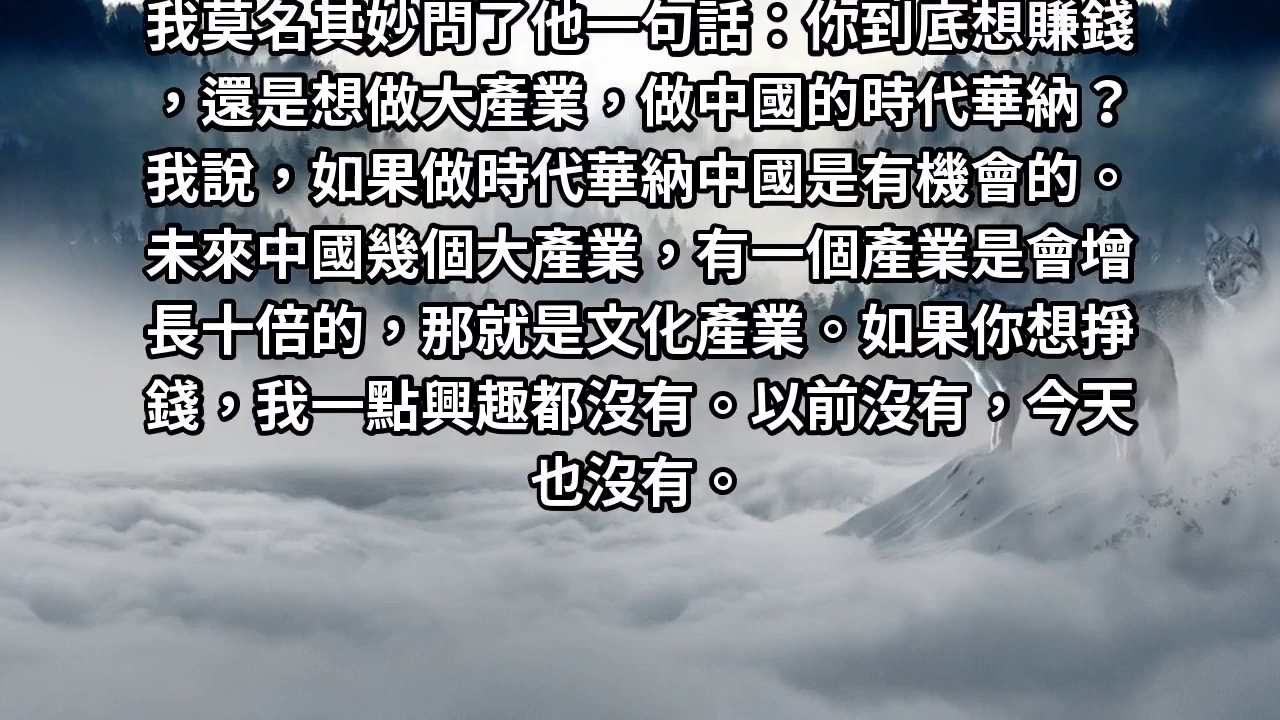 我莫名其妙問了他一句話：你到底想賺錢
，還是想做大產業，做中國的時代華納？
我說，如果做時代華納中國是有機會的。
未來中國幾個大產業，有一個產業是會增
長十倍的，那就是文化產業。如果你想掙
錢，我一點興趣都沒有。以前沒有，今天
也沒有。